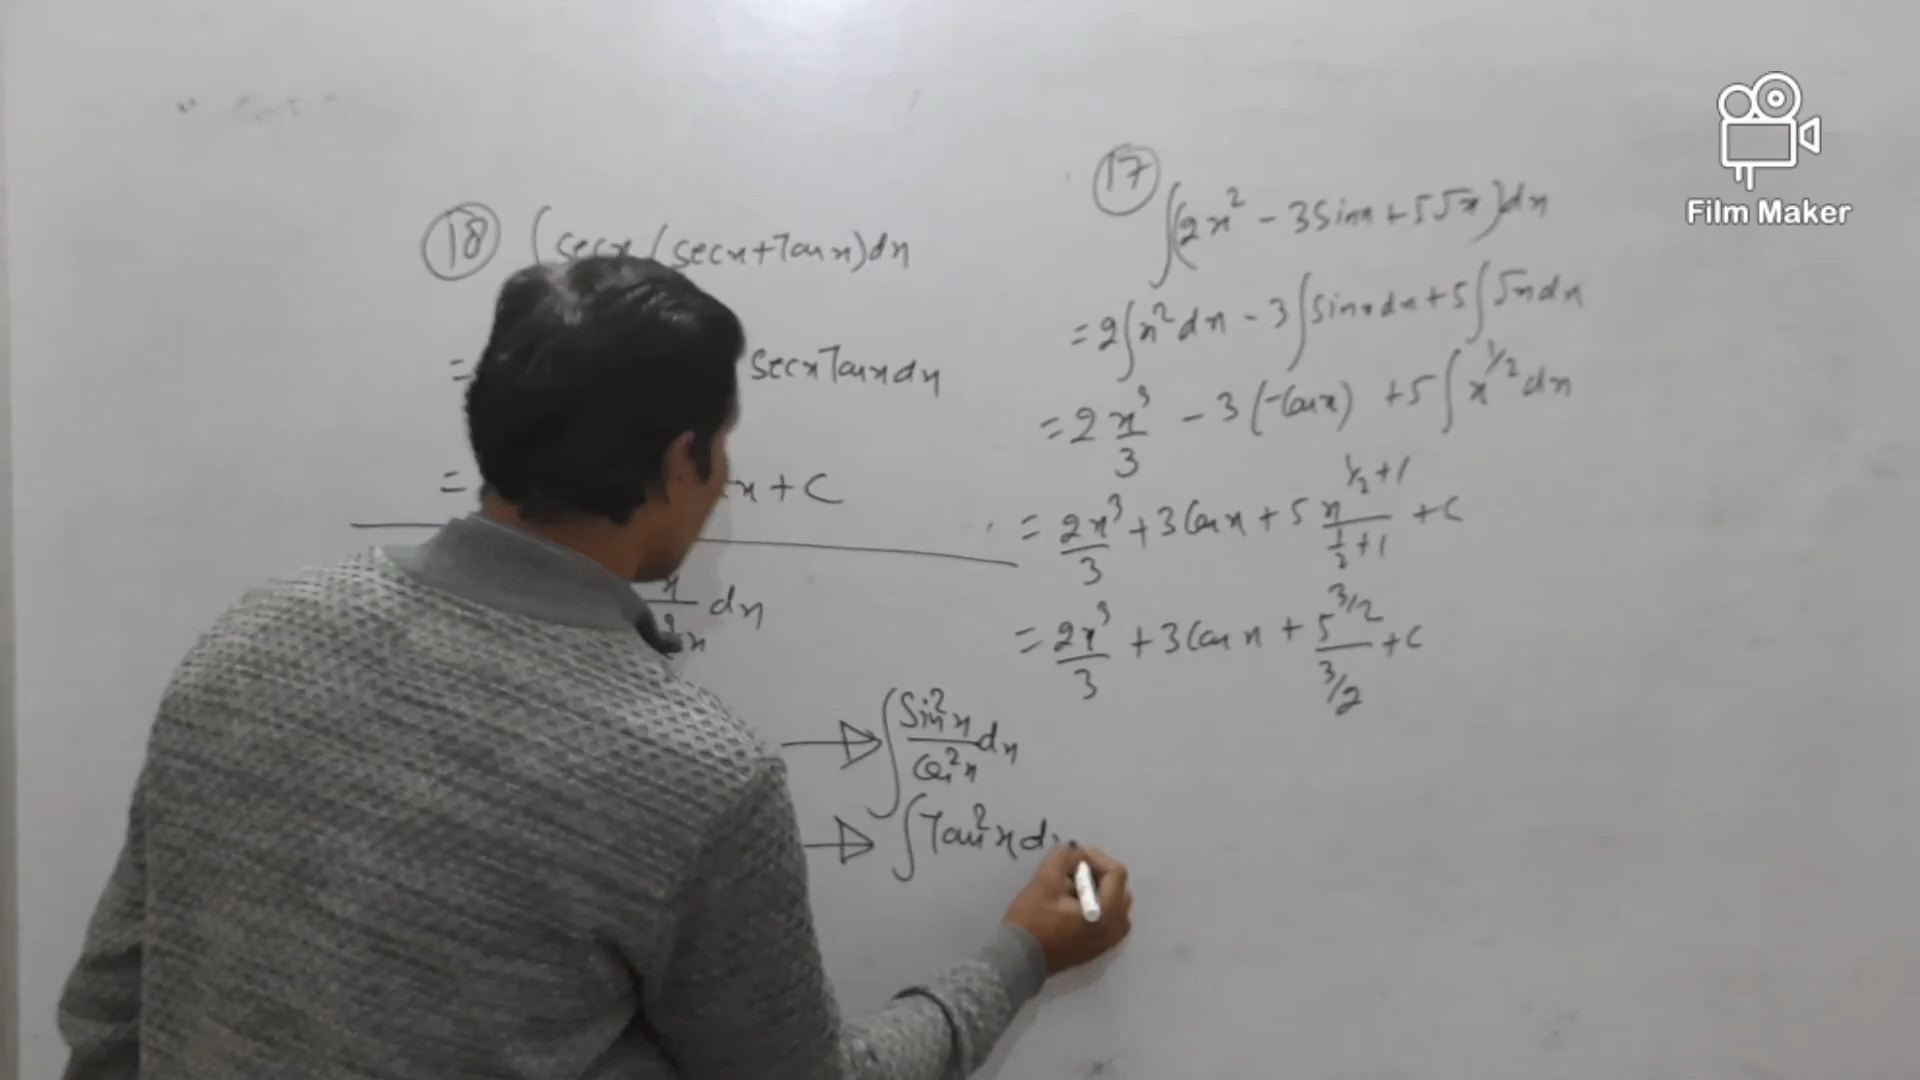 18 ∫ secx (secx+Tanx)dx
= secxTanxdx
= x + C
x/x dx
∫ Sin²x/Cos²x dx
∫ Tan²x d
17
∫(2x² - 3Sinx + 5√x)dx
= 2∫x²dx - 3∫Sinxdx + 5∫√xdx
= 2 x³/3 - 3(-Cosx) + 5∫x^1/2 dx
= 2x³/3 + 3Cosx + 5 x^(1/2+1)/(1/2+1) + C
= 2x³/3 + 3Cosx + 5^3/2/(3/2) + C
Film Maker